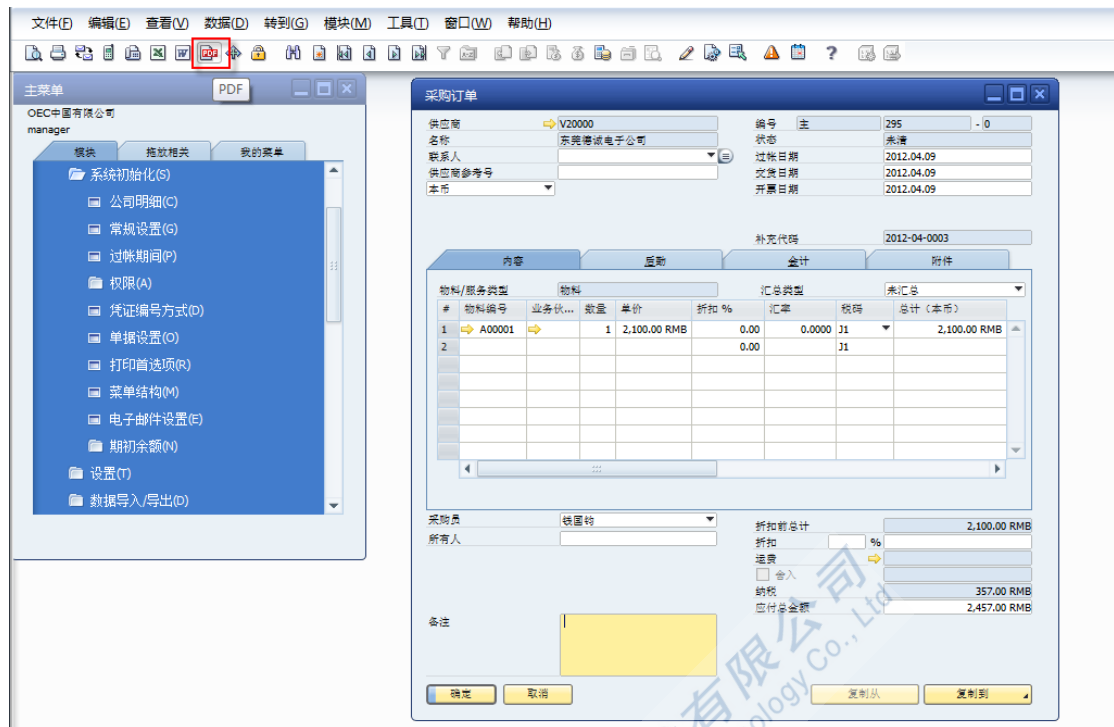 文件(F) 编辑(E) 查看(V) 数据(D) 转到(G) 模块(M) 工具(T) 窗口(W) 帮助(H)
PDF
主菜单
OEC中国有限公司
manager
模块 拖放相关 我的菜单
系统初始化(S)
公司明细(C)
常规设置(G)
过帐期间(P)
权限(A)
凭证编号方式(D)
单据设置(O)
打印首选项(R)
菜单结构(M)
电子邮件设置(E)
期初余额(N)
设置(T)
数据导入/导出(D)
采购订单
供应商 V20000 编号 主 295 - 0
名称 东莞德诚电子公司 状态 未清
联系人 过帐日期 2012.04.09
供应商参考号 交货日期 2012.04.09
本币 开票日期 2012.04.09
补充代码 2012-04-0003
内容 后勤 会计 附件
物料/服务类型 物料 汇总类型 未汇总
# 物料编号 业务伙... 数量 单价 折扣 % 汇率 税码 总计（本币）
1 A00001 1 2,100.00 RMB 0.00 0.0000 J1 2,100.00 RMB
2 0.00 J1
采购员 钱国钧 折扣前总计 2,100.00 RMB
所有人 折扣 %
运费
舍入
纳税 357.00 RMB
应付总金额 2,457.00 RMB
备注
有限公司
ology Co., Ltd
确定 取消 复制从 复制到